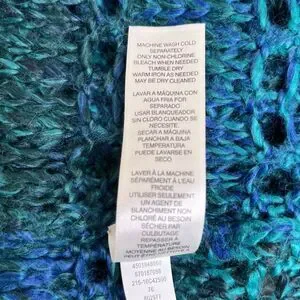 MACHINE WASH COLD
SEPARATELY
ONLY NON-CHLORINE
BLEACH WHEN NEEDED
TUMBLE DRY
WARM IRON AS NEEDED
MAY BE DRY CLEANED
LAVAR A MÁQUINA CON
AGUA FRIA POR
SEPARADO
USAR BLANQUEADOR
SIN CLORO CUANDO SE
NECESITE.
SECAR A MÁQUINA
PLANCHAR A BAJA
TEMPERATURA
PUEDE LAVARSE EN
SECO
LAVER À LA MACHINE
SÉPARÉMENT À L'EAU
FROIDE
UTILISER SEULEMENT
UN AGENT DE
BLANCHIMENT NON
CHLORÉ AU BESOIN
SÉCHER PAR
CULBUTAGE
REPASSER À
TEMPÉRATURE